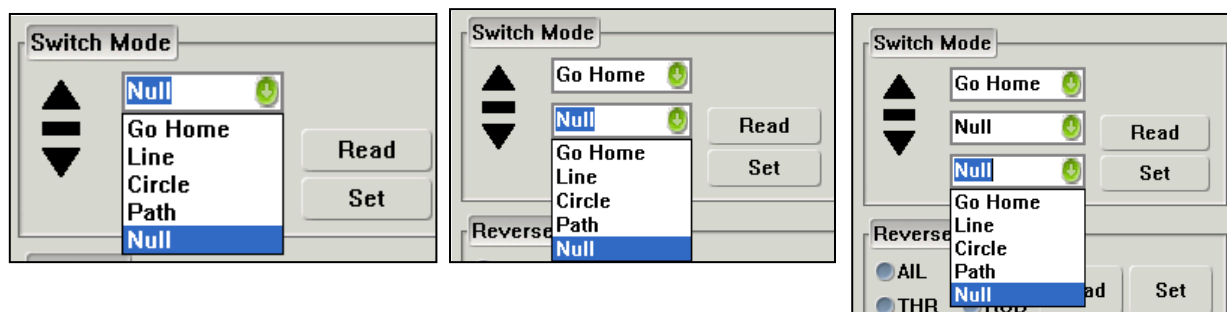 Switch Mode
Null
Go Home
Line
Circle
Path
Null
Read
Set
Switch Mode
Go Home
Null
Go Home
Line
Circle
Path
Null
Read
Set
Reverse
Switch Mode
Go Home
Null
Null
Go Home
Line
Circle
Path
Null
Read
Set
Reverse
AIL
THR
Set